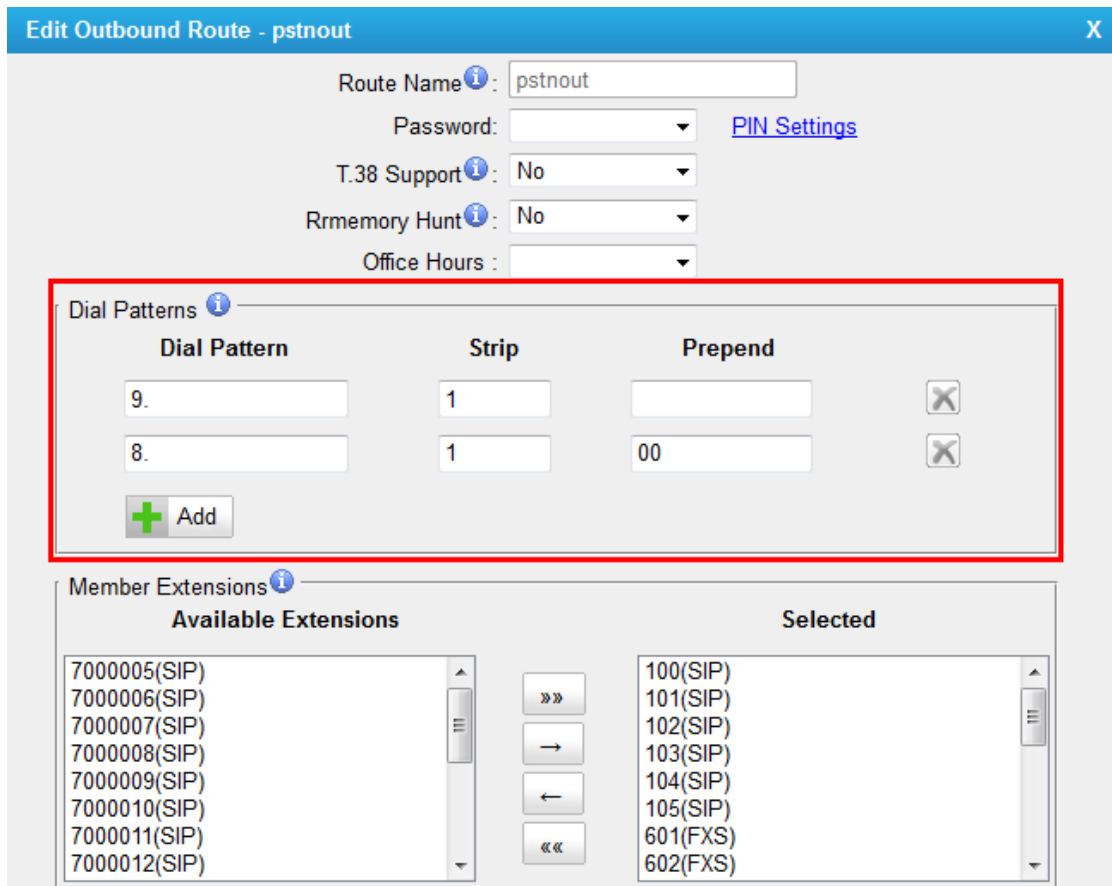 Edit Outbound Route - pstnout X
Route Name i : pstnout
Password: PIN Settings
T.38 Support i : No
Rrmemory Hunt i : No
Office Hours :
Dial Patterns i
Dial Pattern Strip Prepend
9. 1
8. 1 00
Add
Member Extensions i
Available Extensions Selected
7000005(SIP) 100(SIP)
7000006(SIP) »» 101(SIP)
7000007(SIP) 102(SIP)
7000008(SIP) → 103(SIP)
7000009(SIP) 104(SIP)
7000010(SIP) ← 105(SIP)
7000011(SIP) 601(FXS)
7000012(SIP) «« 602(FXS)